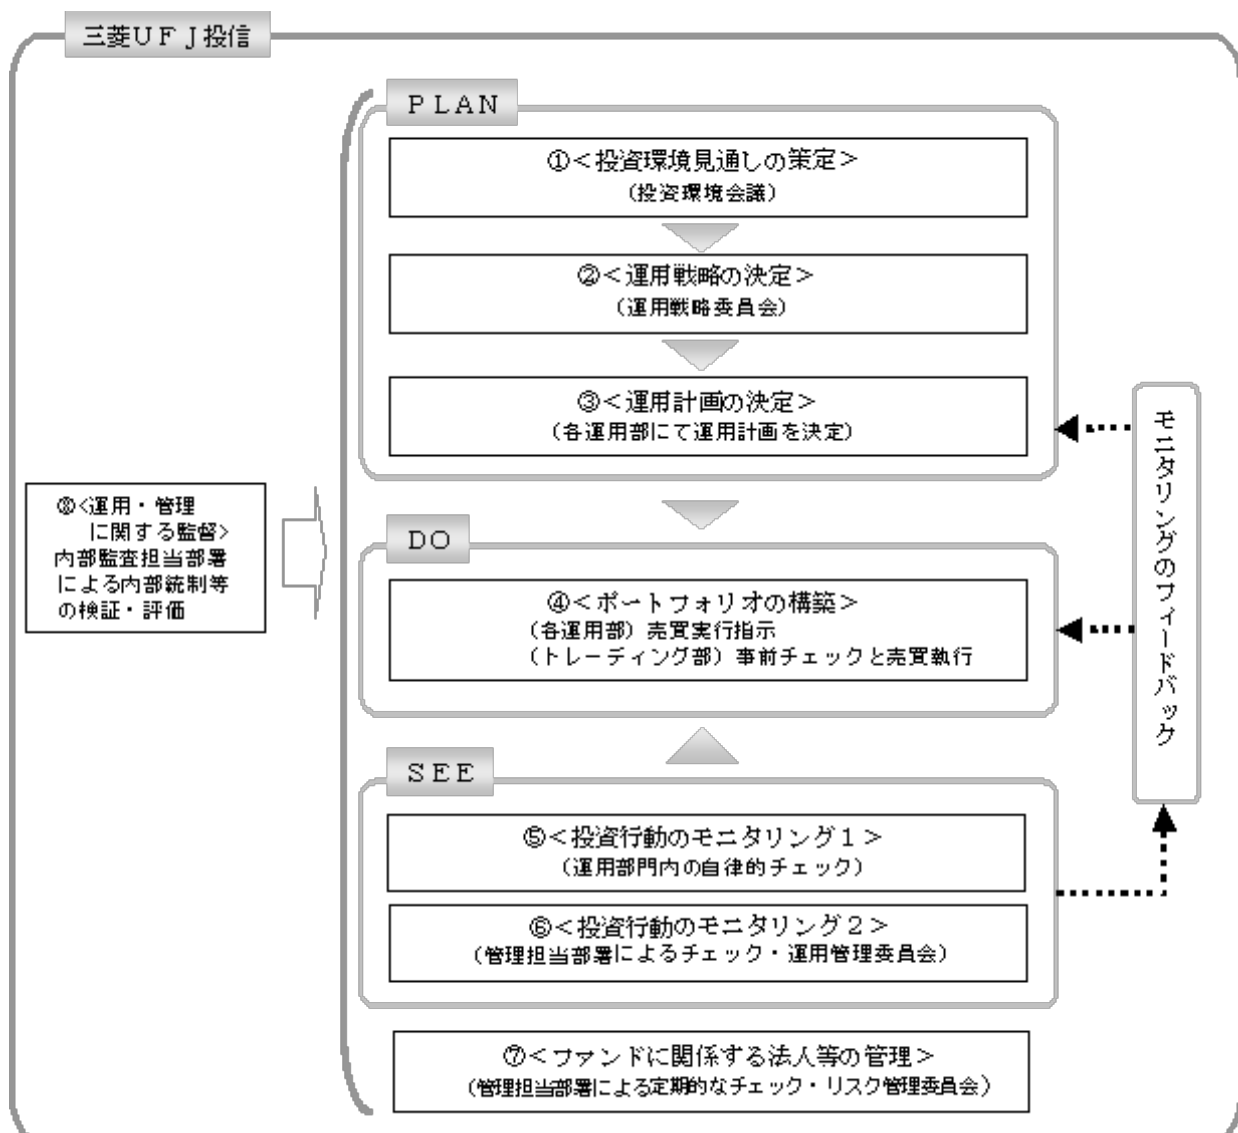 三菱ＵＦＪ投信
ＰＬＡＮ
①＜投資環境見通しの策定＞
（投資環境会議）
②＜運用戦略の決定＞
（運用戦略委員会）
③＜運用計画の決定＞
（各運用部にて運用計画を決定）
モニタリングのフィードバック
⑧＜運用・管理
に関する監督＞
内部監査担当部署
による内部統制等
の検証・評価
ＤＯ
④＜ポートフォリオの構築＞
（各運用部）売買実行指示
（トレーディング部）事前チェックと売買執行
ＳＥＥ
⑤＜投資行動のモニタリング１＞
（運用部門内の自律的チェック）
⑥＜投資行動のモニタリング２＞
（管理担当部署によるチェック・運用管理委員会）
⑦＜ファンドに関係する法人等の管理＞
（管理担当部署による定期的なチェック・リスク管理委員会）